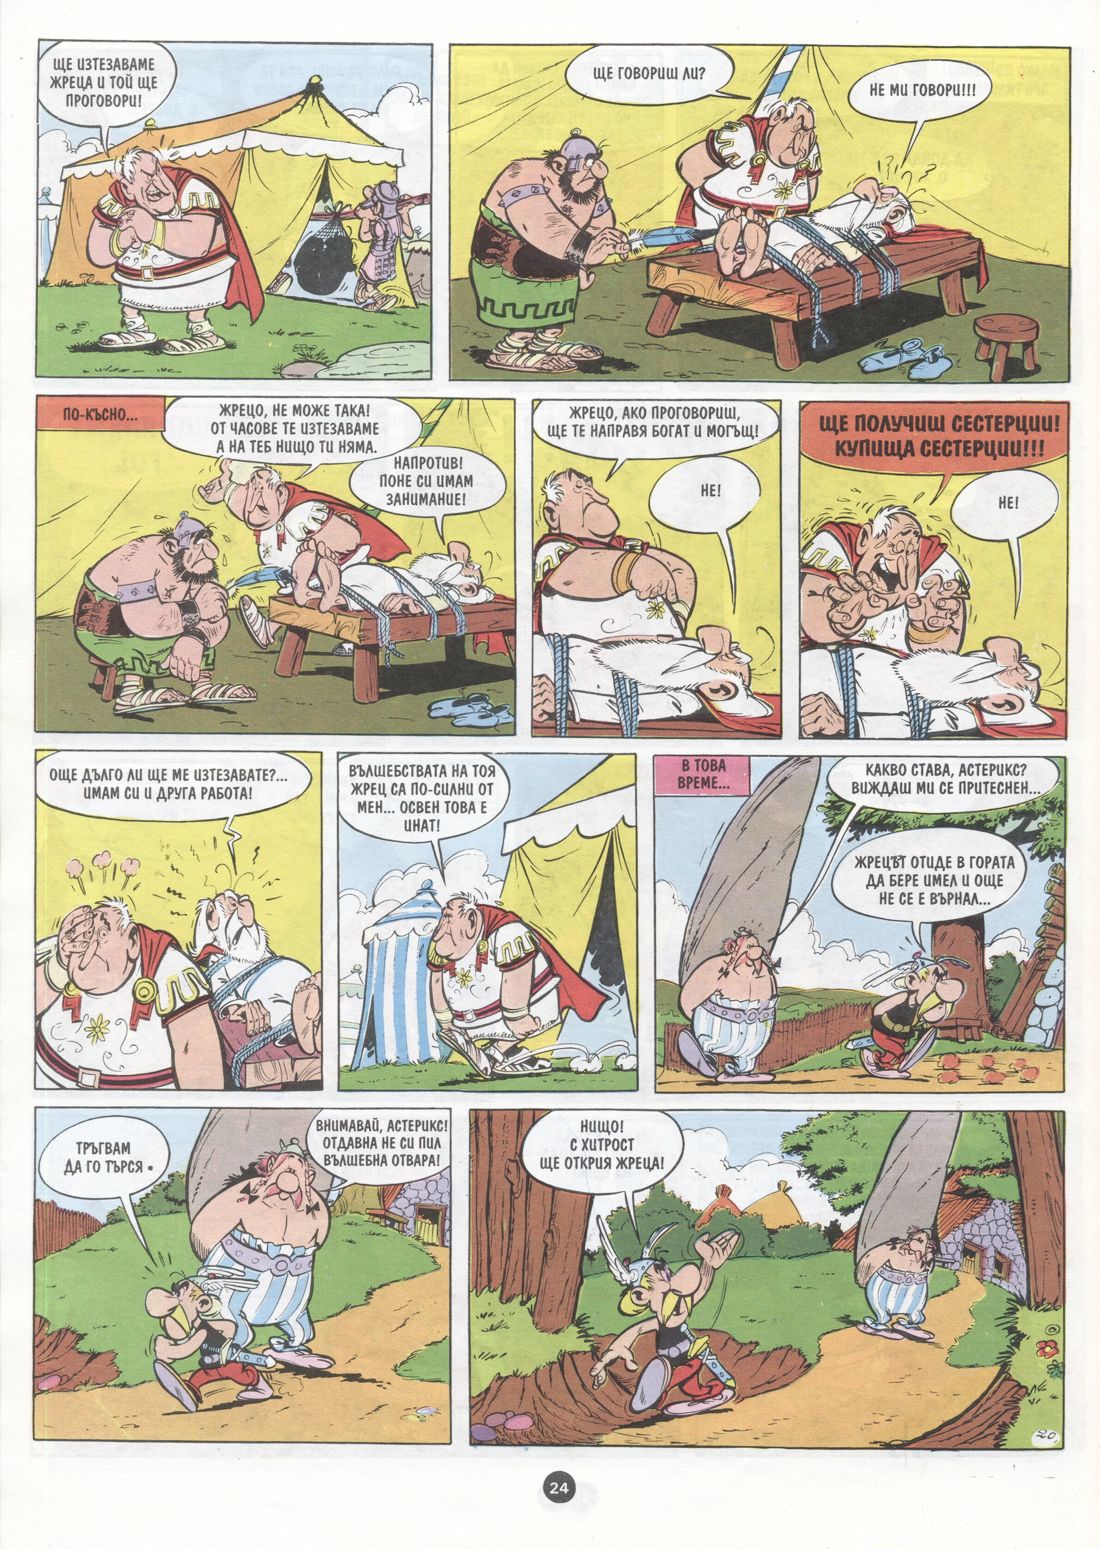 ЩЕ ИЗТЕЗАВАМЕ
ЖРЕЦА И ТОЙ ЩЕ
ПРОГОВОРИ!
ЩЕ ГОВОРИШ ЛИ?
НЕ МИ ГОВОРИ!!!
ПО-КЪСНО...
ЖРЕЦО, НЕ МОЖЕ ТАКА!
ОТ ЧАСОВЕ ТЕ ИЗТЕЗАВАМЕ
А НА ТЕБ НИЩО ТИ НЯМА.
НАПРОТИВ!
ПОНЕ СИ ИМАМ
ЗАНИМАНИЕ!
ЖРЕЦО, АКО ПРОГОВОРИШ,
ЩЕ ТЕ НАПРАВЯ БОГАТ И МОГЪЩ!
НЕ!
ЩЕ ПОЛУЧИШ СЕСТЕРЦИИ!
КУПИЩА СЕСТЕРЦИИ!!!
НЕ!
ОЩЕ ДЪЛГО ЛИ ЩЕ МЕ ИЗТЕЗАВАТЕ?...
ИМАМ СИ И ДРУГА РАБОТА!
ВЪЛШЕБСТВАТА НА ТОЯ
ЖРЕЦ СА ПО-СИЛНИ ОТ
МЕН... ОСВЕН ТОВА Е
ИНАТ!
В ТОВА
ВРЕМЕ...
КАКВО СТАВА, АСТЕРИКС?
ВИЖДАШ МИ СЕ ПРИТЕСНЕН...
ЖРЕЦЪТ ОТИДЕ В ГОРАТА
ДА БЕРЕ ИМЕЛ И ОЩЕ
НЕ СЕ Е ВЪРНАЛ...
ТРЪГВАМ
ДА ГО ТЪРСЯ.
ВНИМАВАЙ, АСТЕРИКС!
ОТДАВНА НЕ СИ ПИЛ
ВЪЛШЕБНА ОТВАРА!
НИЩО!
С ХИТРОСТ
ЩЕ ОТКРИЯ ЖРЕЦА!
20
24